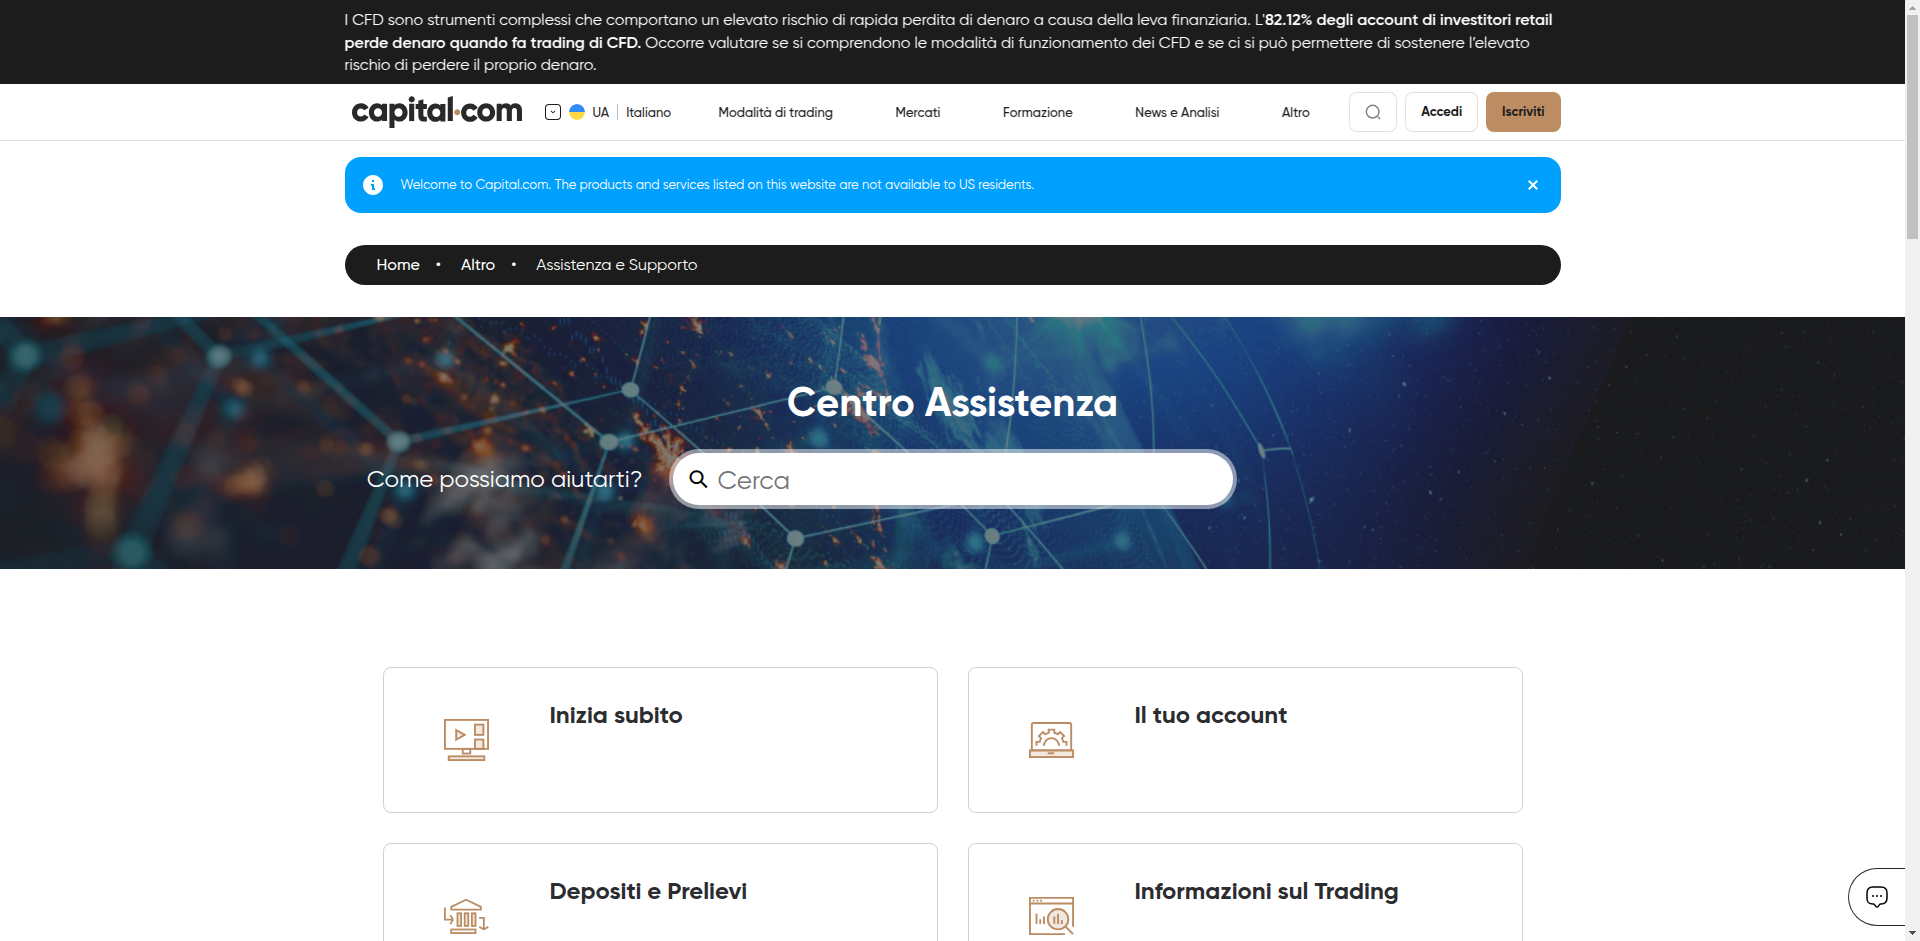 I CFD sono strumenti complessi che comportano un elevato rischio di rapida perdita di denaro a causa della leva finanziaria. L'82.12% degli account di investitori retail
perde denaro quando fa trading di CFD. Occorre valutare se si comprendono le modalità di funzionamento dei CFD e se ci si può permettere di sostenere l’elevato
rischio di perdere il proprio denaro.
capital.com UA Italiano Modalità di trading Mercati Formazione News e Analisi Altro Accedi Iscriviti
Welcome to Capital.com. The products and services listed on this website are not available to US residents.
Home • Altro • Assistenza e Supporto
Centro Assistenza
Come possiamo aiutarti? Cerca
Inizia subito
Il tuo account
Depositi e Prelievi
Informazioni sul Trading